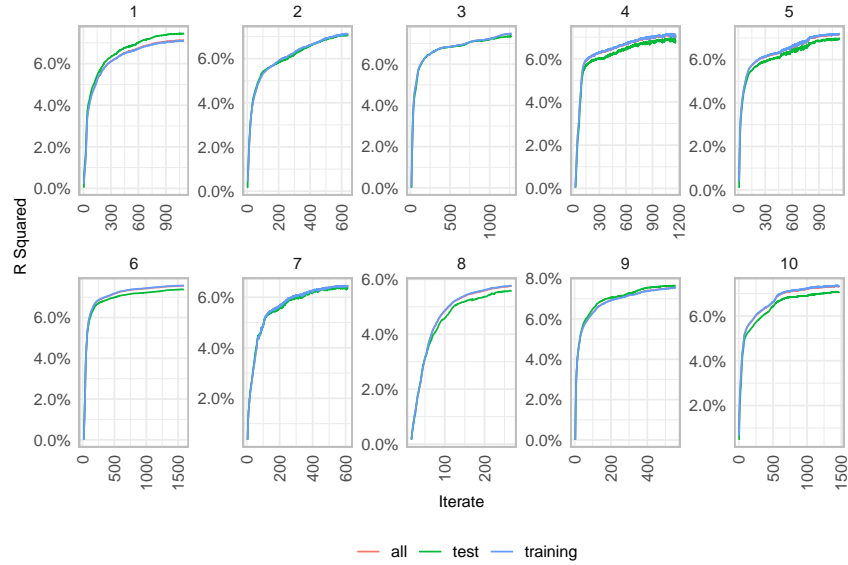 1 2 3 4 5
6.0% 6.0% 6.0% 6.0% 6.0%
4.0% 4.0% 4.0% 4.0% 4.0%
2.0% 2.0% 2.0% 2.0% 2.0%
0.0% 0.0% 0.0% 0.0% 0.0%
0 300 600 900 0 200 400 600 0 500 1000 0 300 600 900 1200 0 300 600 900
R Squared
6 7 8 9 10
6.0% 4.0% 2.0% 0.0% 6.0% 4.0% 2.0% 6.0% 4.0% 2.0% 0.0% 8.0% 6.0% 4.0% 2.0% 0.0% 6.0% 4.0% 2.0%
0 500 1000 1500 0 200 400 600 100 200 0 200 400 0 500 1000 1500
Iterate
all test training